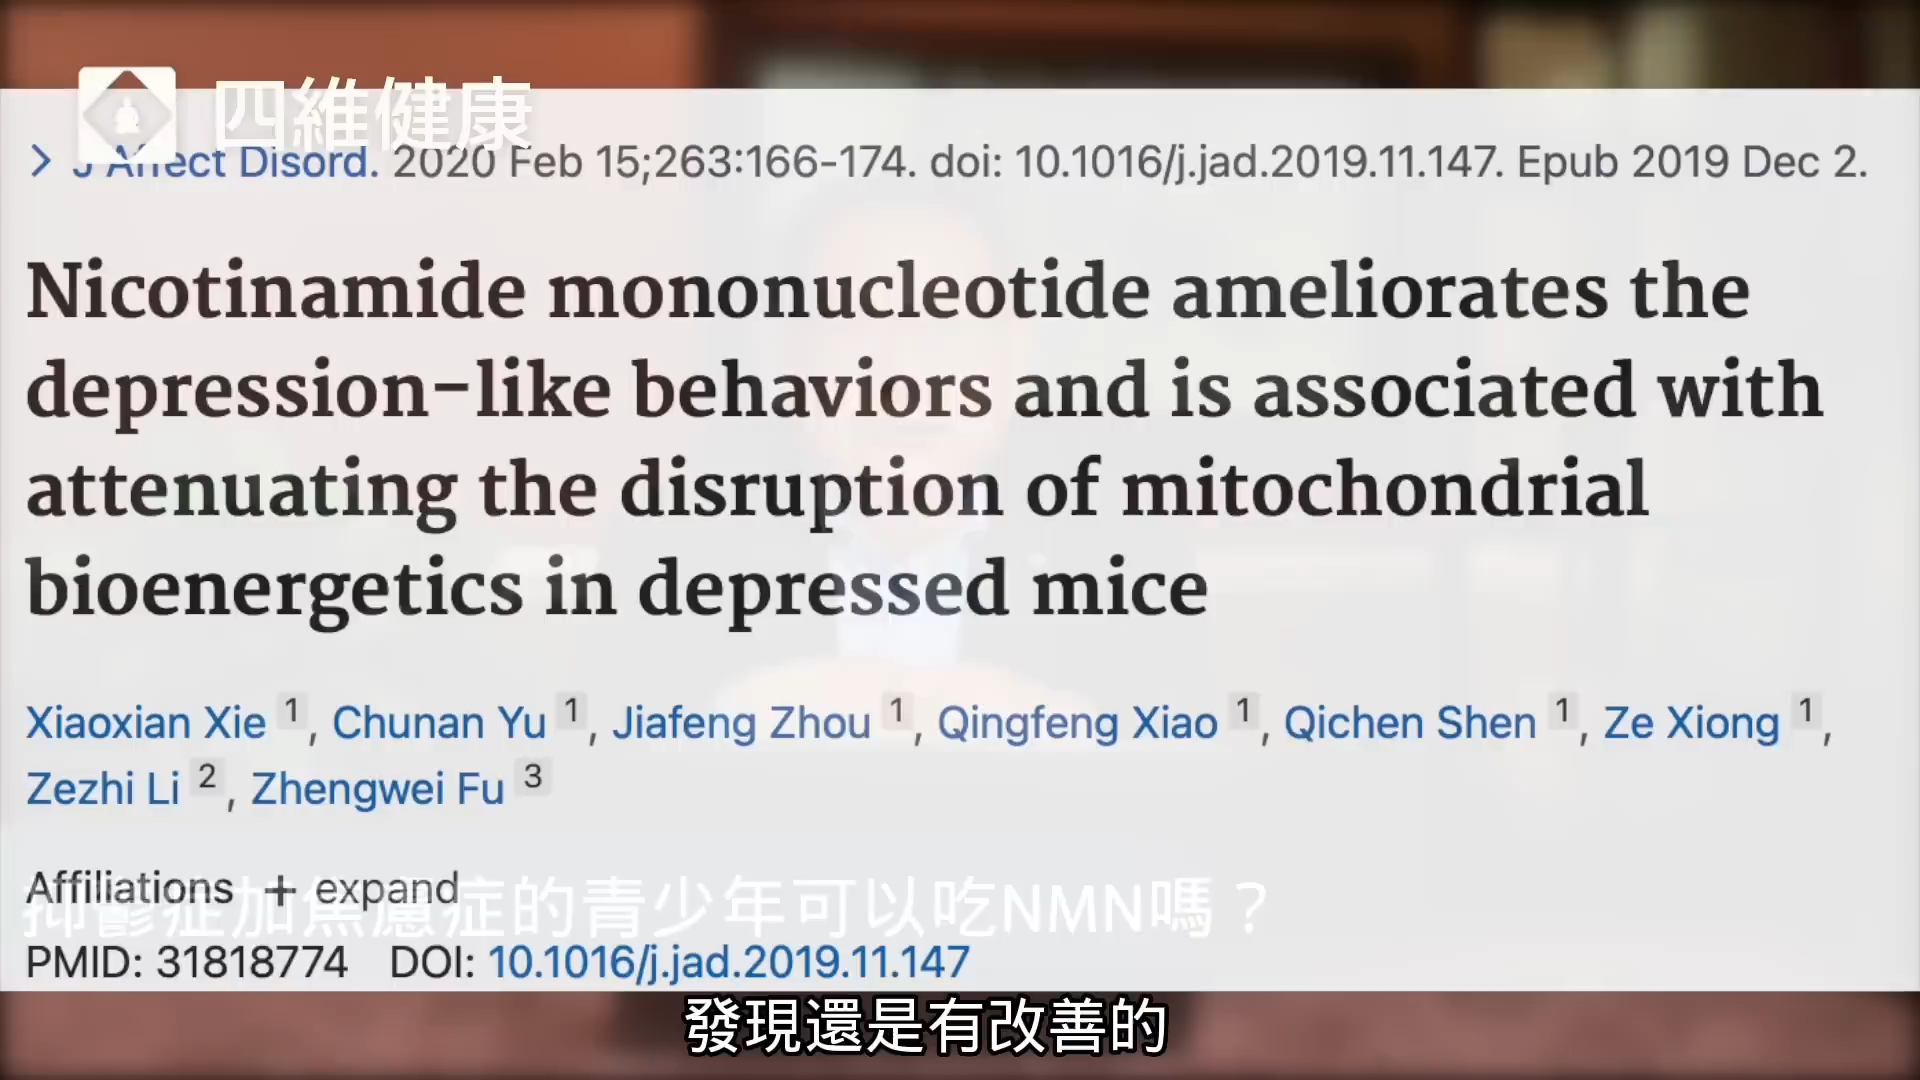 四維健康
> J Affect Disord. 2020 Feb 15;263:166-174. doi: 10.1016/j.jad.2019.11.147. Epub 2019 Dec 2.
Nicotinamide mononucleotide ameliorates the
depression-like behaviors and is associated with
attenuating the disruption of mitochondrial
bioenergetics in depressed mice
Xiaoxian Xie 1, Chunan Yu 1, Jiafeng Zhou 1, Qingfeng Xiao 1, Qichen Shen 1, Ze Xiong 1,
Zezhi Li 2, Zhengwei Fu 3
Affiliations + expand
抑鬱症加焦慮症的青少年可以吃NMN嗎？
PMID: 31818774 DOI: 10.1016/j.jad.2019.11.147
發現還是有改善的